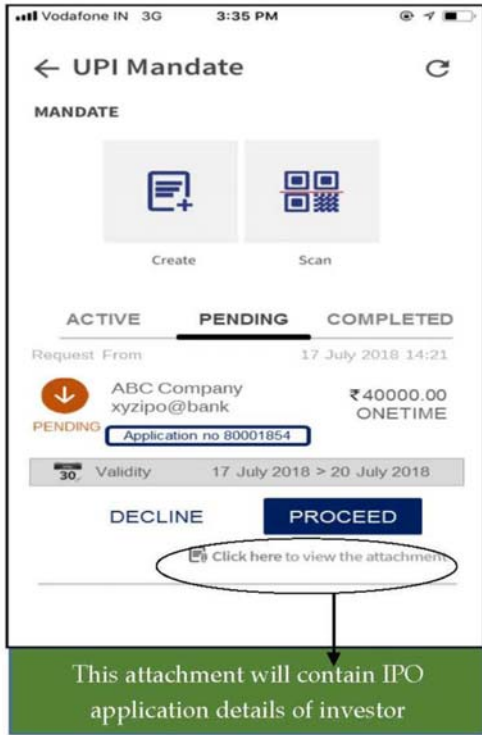 Vodafone IN 3G 3:35 PM
← UPI Mandate
MANDATE
Create Scan
ACTIVE PENDING COMPLETED
Request From 17 July 2018 14:21
ABC Company ₹40000.00
xyzipo@bank ONETIME
PENDING
Application no 80001854
30 Validity 17 July 2018 > 20 July 2018
DECLINE PROCEED
Click here to view the attachment
This attachment will contain IPO
application details of investor